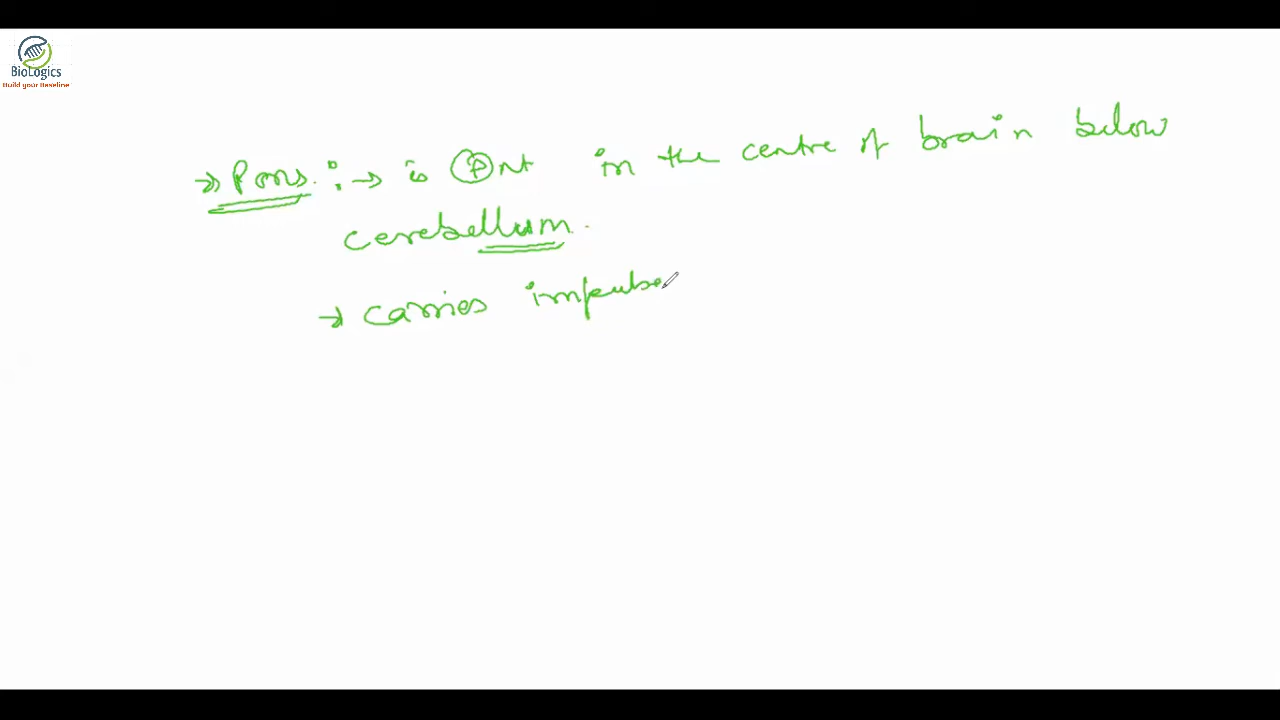 BioLogics
Build your Baseline
→ Pons :→ is Ⓟnt in the centre of brain below
cerebellum.
→ Carries impulse